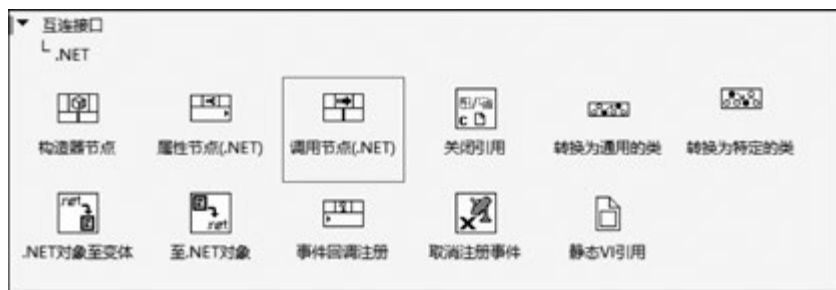 互连接口
.NET
构造器节点 属性节点(.NET) 调用节点(.NET) 关闭引用 转换为通用的类 转换为特定的类
.NET对象至变体 至.NET对象 事件回调注册 取消注册事件 静态VI引用